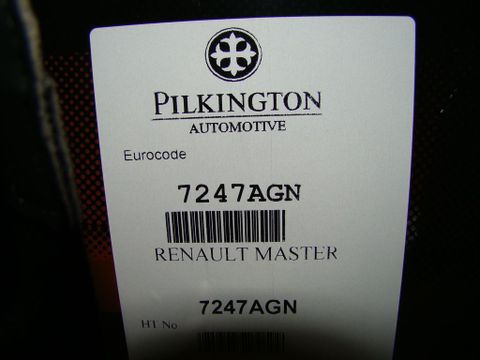 PILKINGTON
AUTOMOTIVE
Eurocode
7247AGN
RENAULT MASTER
7247AGN
H1 No